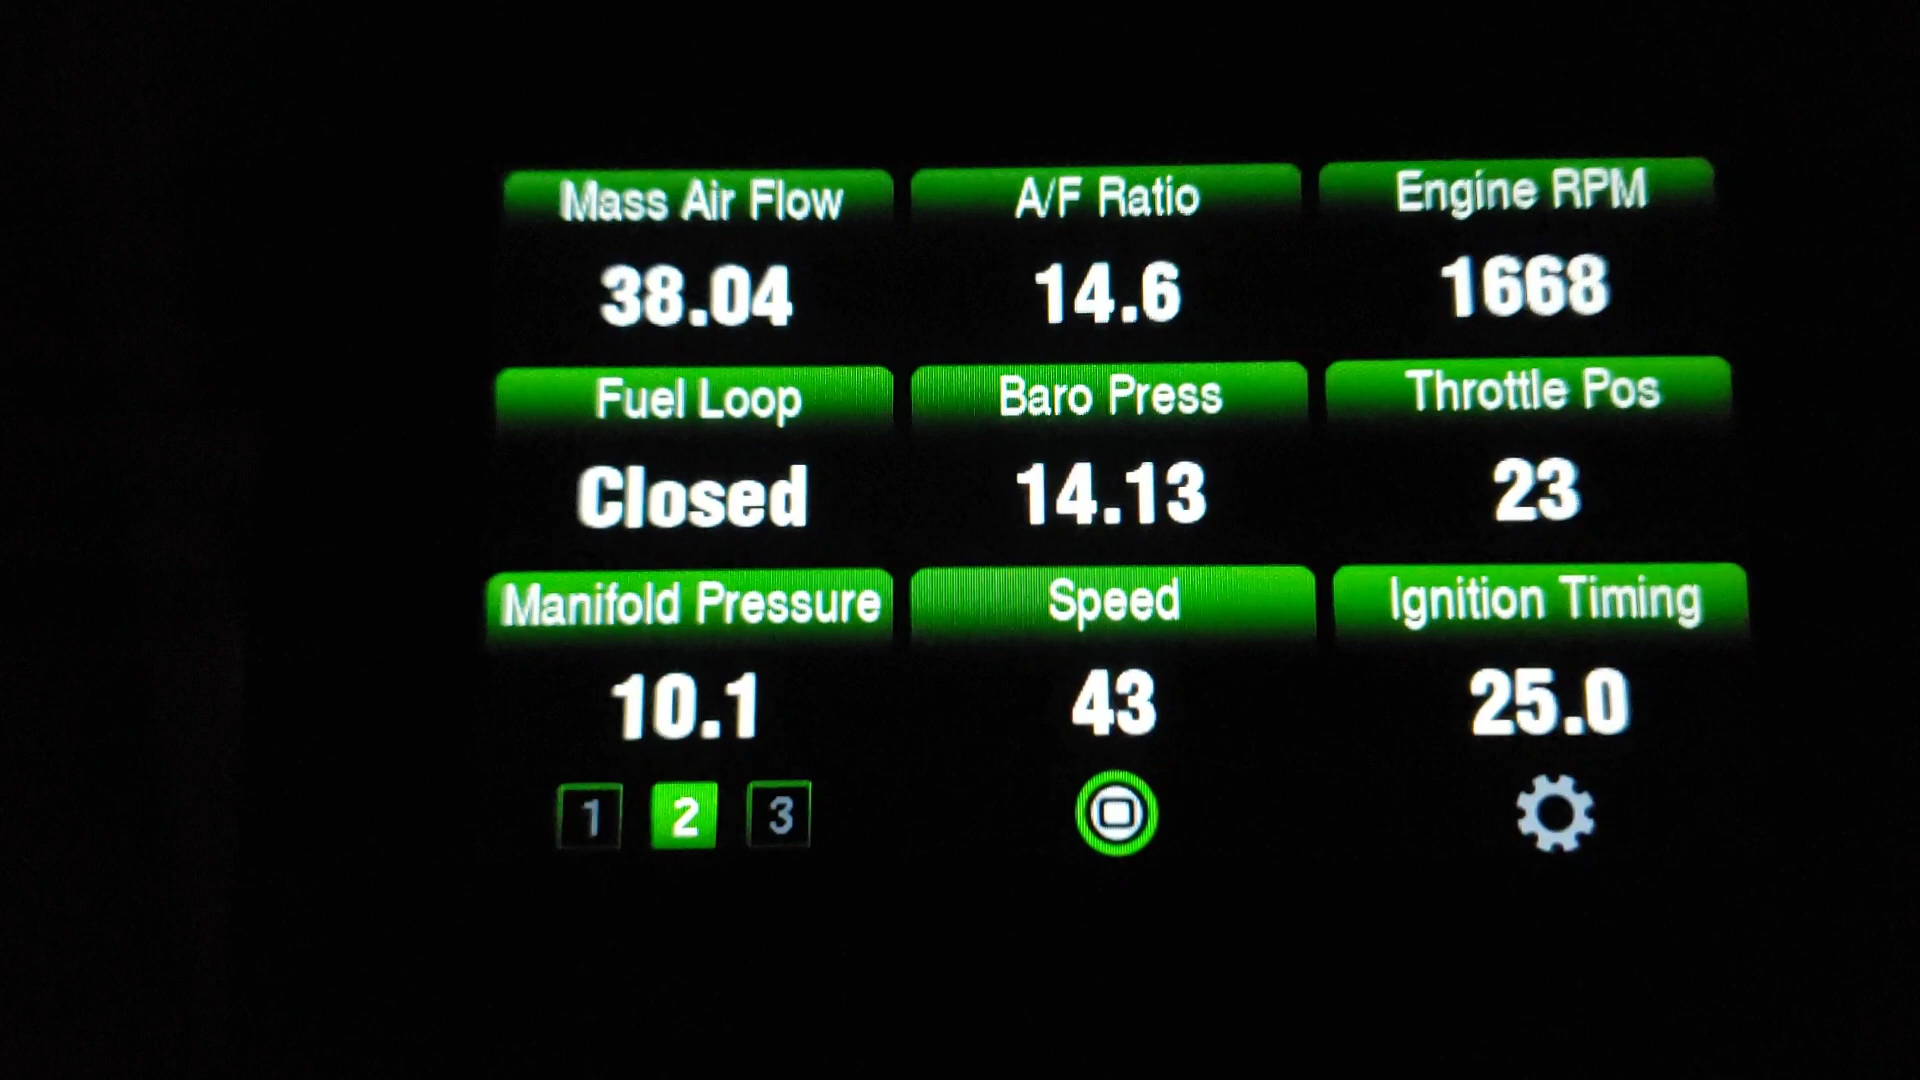 Mass Air Flow A/F Ratio Engine RPM
38.04 14.6 1668
Fuel Loop Baro Press Throttle Pos
Closed 14.13 23
Manifold Pressure Speed Ignition Timing
10.1 43 25.0
1 2 3